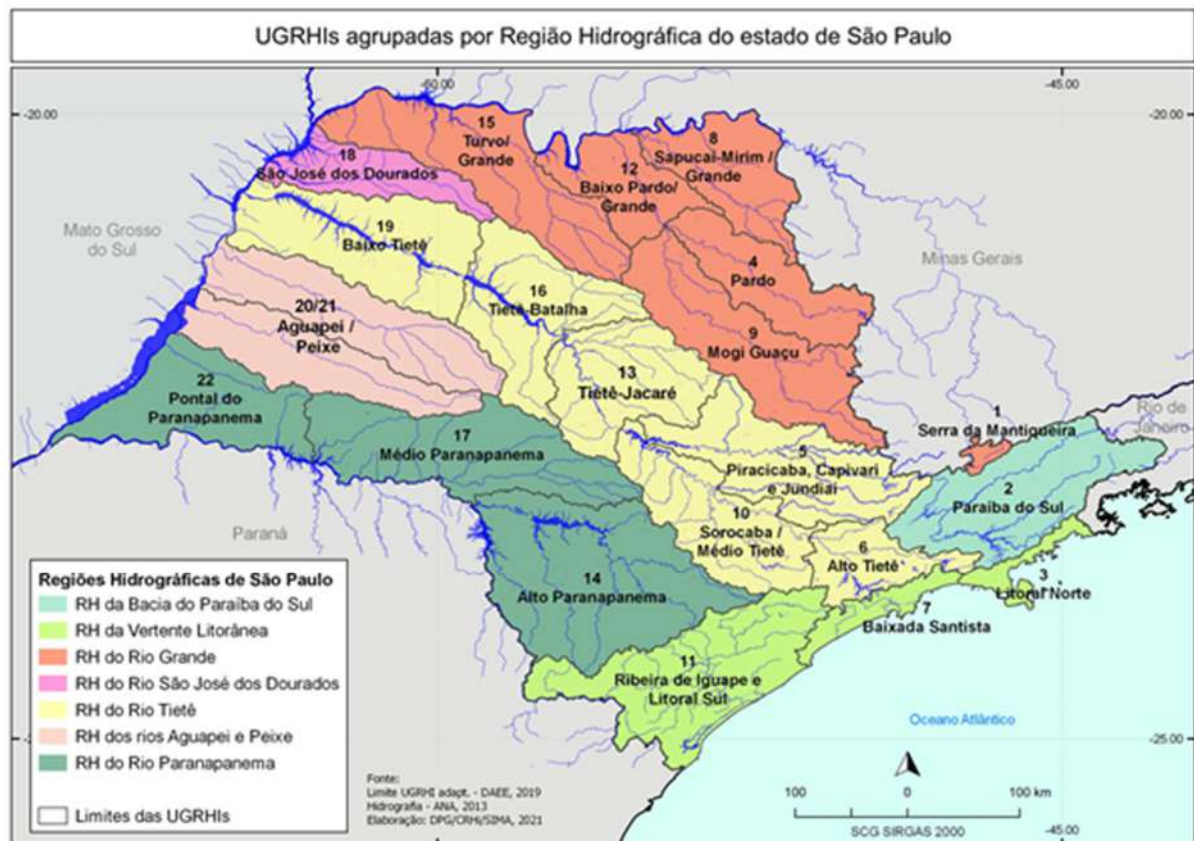 UGRHIs agrupadas por Região Hidrográfica do estado de São Paulo
-45.00
-20.00
-20.00
15
Turvo/
Grande
8
Sapucaí-Mirim /
Grande
18
São José dos Dourados
12
Baixo Pardo/
Grande
Mato Grosso
do Sul
19
Baixo Tietê
4
Pardo
Minas Gerais
16
Tietê-Batalha
20/21
Aguapeí /
Peixe
9
Mogi Guaçu
13
Tietê-Jacaré
22
Pontal do
Paranapanema
1
Serra da Mantiqueira
Rio de
Janeiro
17
Médio Paranapanema
5
Piracicaba, Capivari
e Jundiaí
2
Paraíba do Sul
10
Sorocaba /
Médio Tietê
Paraná
6
Alto Tietê
14
Alto Paranapanema
3
Litoral Norte
7
Baixada Santista
11
Ribeira de Iguape e
Litoral Sul
Oceano Atlântico
-25.00
Regiões Hidrográficas de São Paulo
RH da Bacia do Paraíba do Sul
RH da Vertente Litorânea
RH do Rio Grande
RH do Rio São José dos Dourados
RH do Rio Tietê
RH dos rios Aguapeí e Peixe
RH do Rio Paranapanema
Limites das UGRHIs
Fonte:
Limite UGRHI adapt. - DAEE, 2019
Hidrografia - ANA, 2013
Elaboração: DPG/CRHi/SIMA, 2021
100
0
100 km
SCG SIRGAS 2000
-45.00